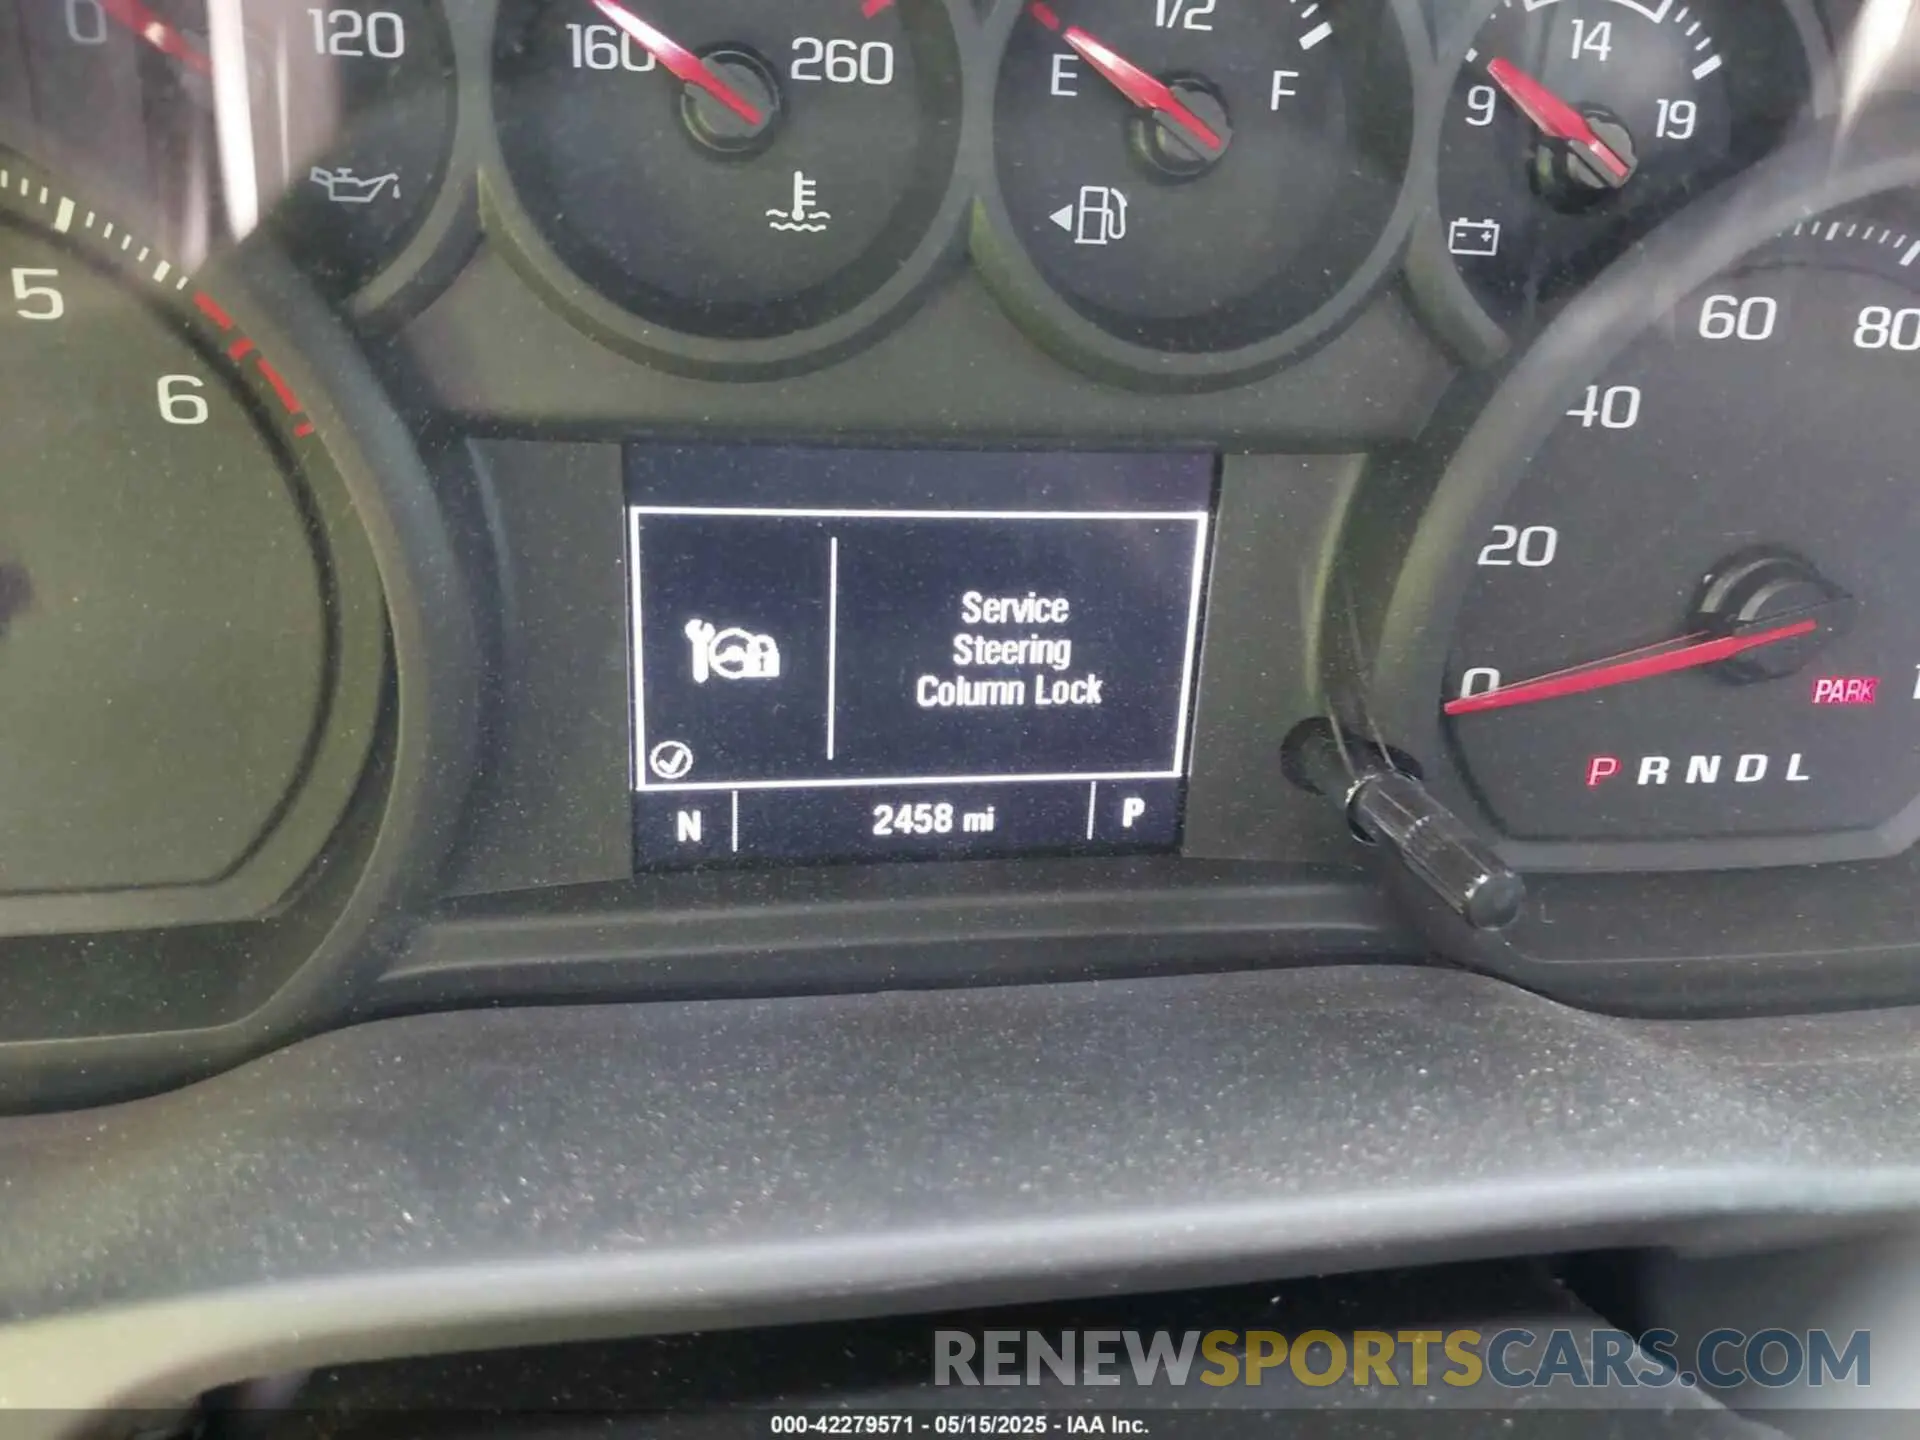 0 120 160 260 1/2 E F 14 9 19
5
6
60 80
40
20
0
Service
Steering
Column Lock
PARK
P R N D L
N 2458 mi P
RENEWSPORTSCARS.COM
000-42279571 - 05/15/2025 - IAA Inc.